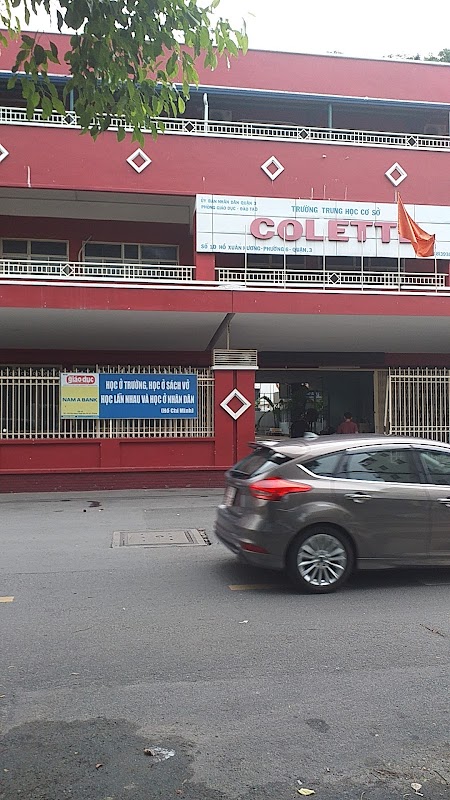 ỦY BAN NHÂN DÂN QUẬN 3
PHÒNG GIÁO DỤC - ĐÀO TẠO
TRƯỜNG TRUNG HỌC CƠ SỞ
COLETT
SỐ 10 HỒ XUÂN HƯƠNG-PHƯỜNG 6-QUẬN 3
giáo dục
NAM A BANK
HỌC Ở TRƯỜNG, HỌC Ở SÁCH VỞ
HỌC LẪN NHAU VÀ HỌC Ở NHÂN DÂN
(Hồ Chí Minh)